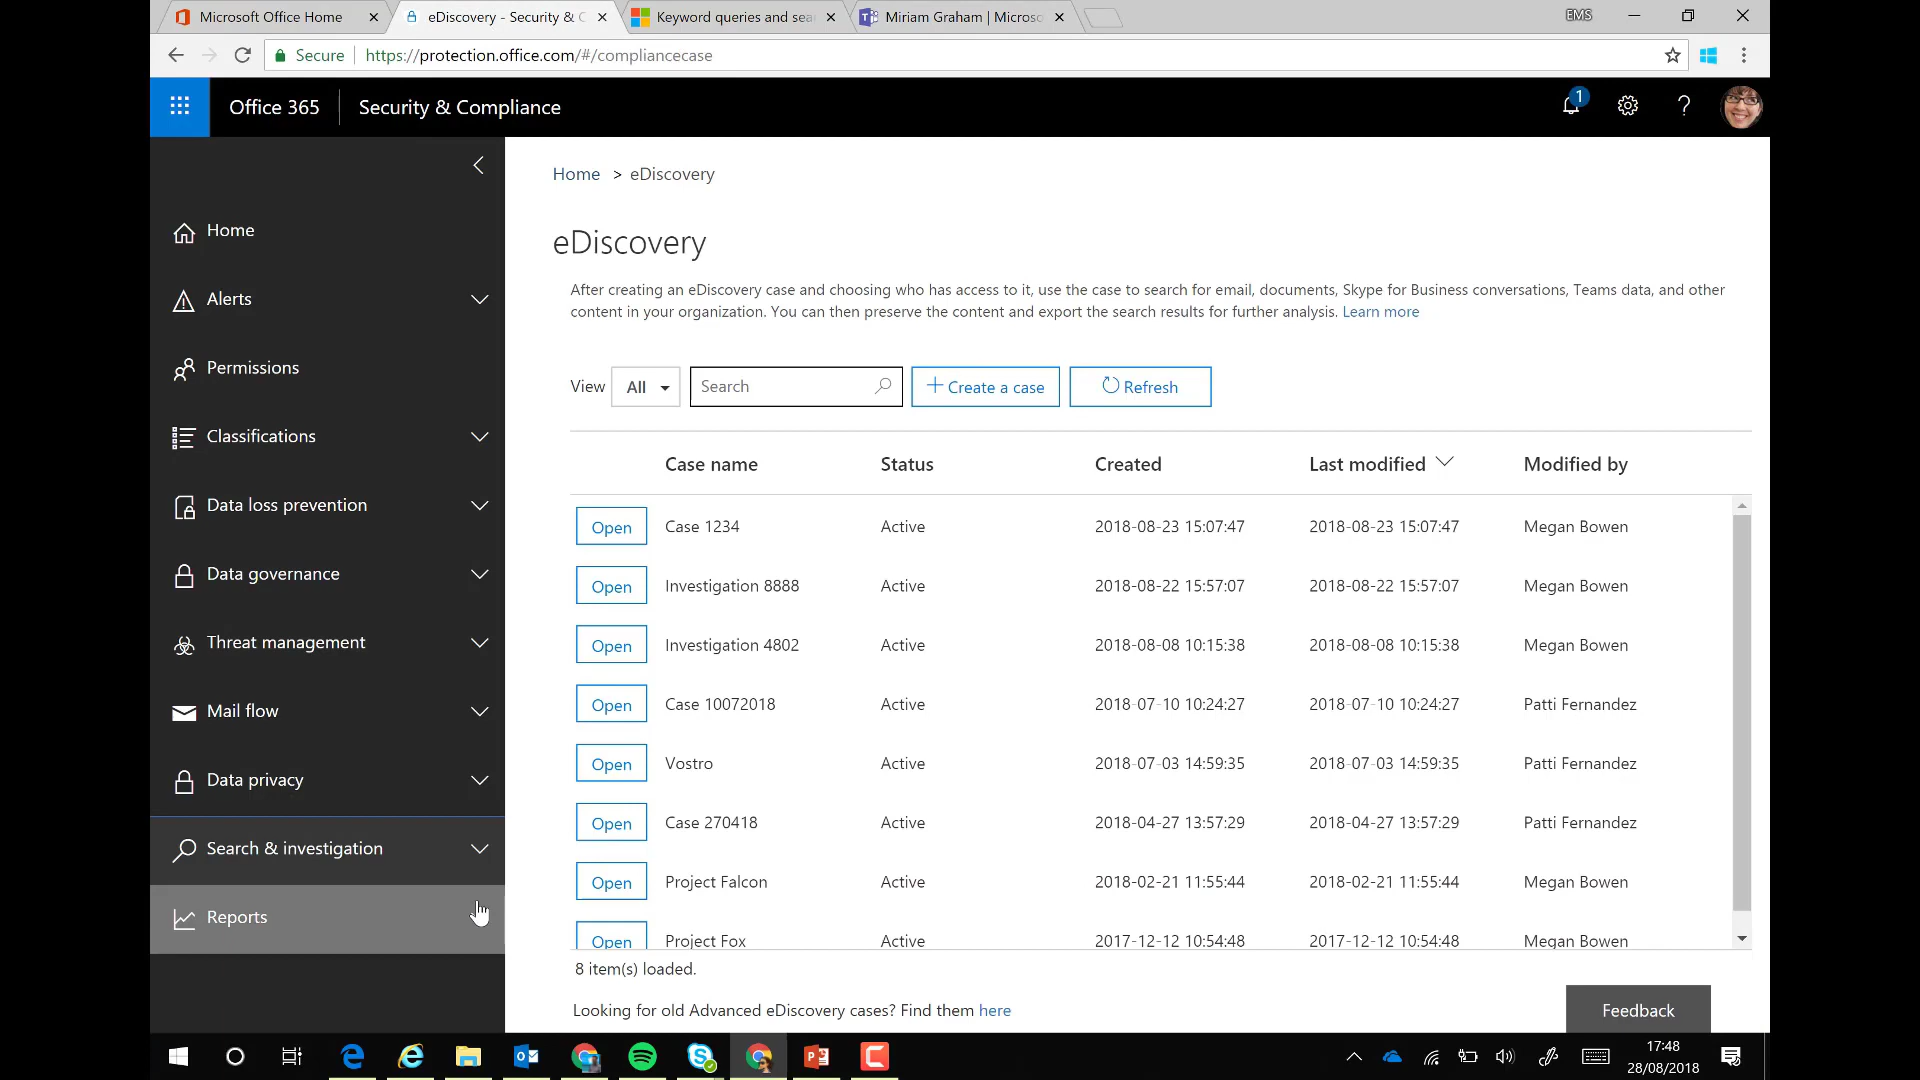 Microsoft Office Home
eDiscovery - Security & C
Keyword queries and sea
Miriam Graham | Microso
EMS
Secure
https://protection.office.com/#/compliancecase
Office 365
Security & Compliance
1
?
Home > eDiscovery
eDiscovery
After creating an eDiscovery case and choosing who has access to it, use the case to search for email, documents, Skype for Business conversations, Teams data, and other
content in your organization. You can then preserve the content and export the search results for further analysis. Learn more
View All Search Create a case Refresh
Case name Status Created Last modified Modified by
Open Case 1234 Active 2018-08-23 15:07:47 2018-08-23 15:07:47 Megan Bowen
Open Investigation 8888 Active 2018-08-22 15:57:07 2018-08-22 15:57:07 Megan Bowen
Open Investigation 4802 Active 2018-08-08 10:15:38 2018-08-08 10:15:38 Megan Bowen
Open Case 10072018 Active 2018-07-10 10:24:27 2018-07-10 10:24:27 Patti Fernandez
Open Vostro Active 2018-07-03 14:59:35 2018-07-03 14:59:35 Patti Fernandez
Open Case 270418 Active 2018-04-27 13:57:29 2018-04-27 13:57:29 Patti Fernandez
Open Project Falcon Active 2018-02-21 11:55:44 2018-02-21 11:55:44 Megan Bowen
Open Project Fox Active 2017-12-12 10:54:48 2017-12-12 10:54:48 Megan Bowen
8 item(s) loaded.
Looking for old Advanced eDiscovery cases? Find them here
Feedback
Home
Alerts
Permissions
Classifications
Data loss prevention
Data governance
Threat management
Mail flow
Data privacy
Search & investigation
Reports
17:48
28/08/2018